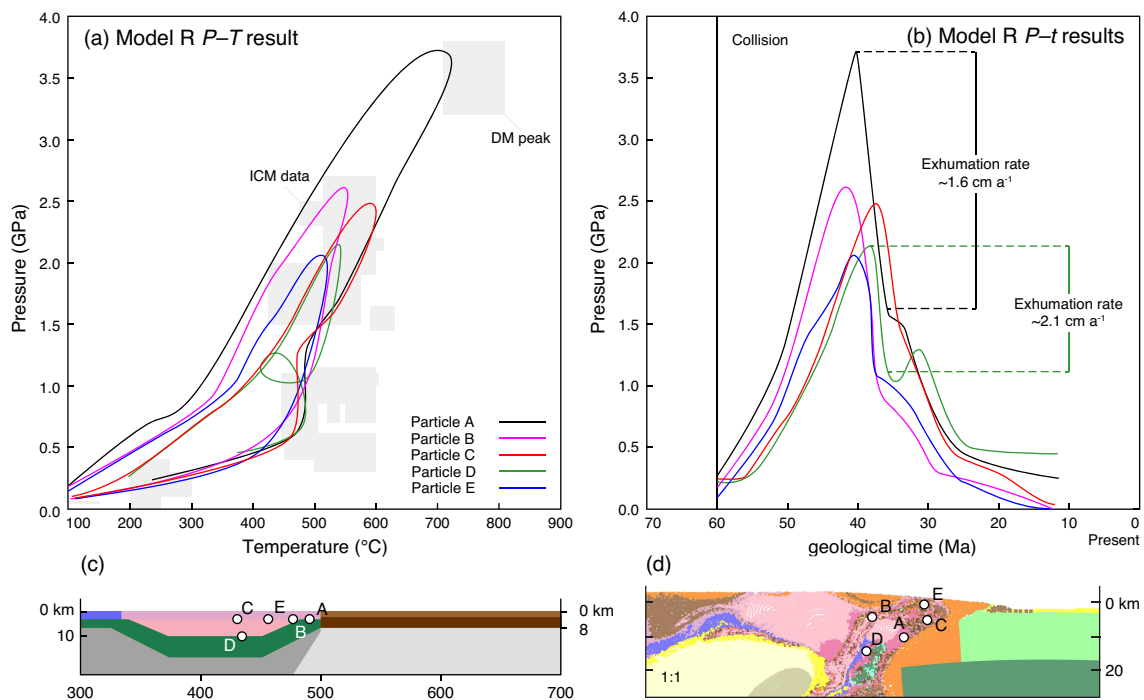 (a) Model R P–T result
4.0
3.5
3.0
2.5
2.0
1.5
1.0
0.5
0.0
Pressure (GPa)
DM peak
ICM data
Particle A
Particle B
Particle C
Particle D
Particle E
100 200 300 400 500 600 700 800 900
Temperature (°C)
(b) Model R P–t results
Collision
4.0
3.5
3.0
2.5
2.0
1.5
1.0
0.5
0.0
Pressure (GPa)
Exhumation rate
~1.6 cm a⁻¹
Exhumation rate
~2.1 cm a⁻¹
70 60 50 40 30 20 10 0
geological time (Ma)
Present
(c)
0 km
10
C E A
D B
0 km
8
300 400 500 600 700
(d)
E
B
A C
D
1:1
0 km
10
20